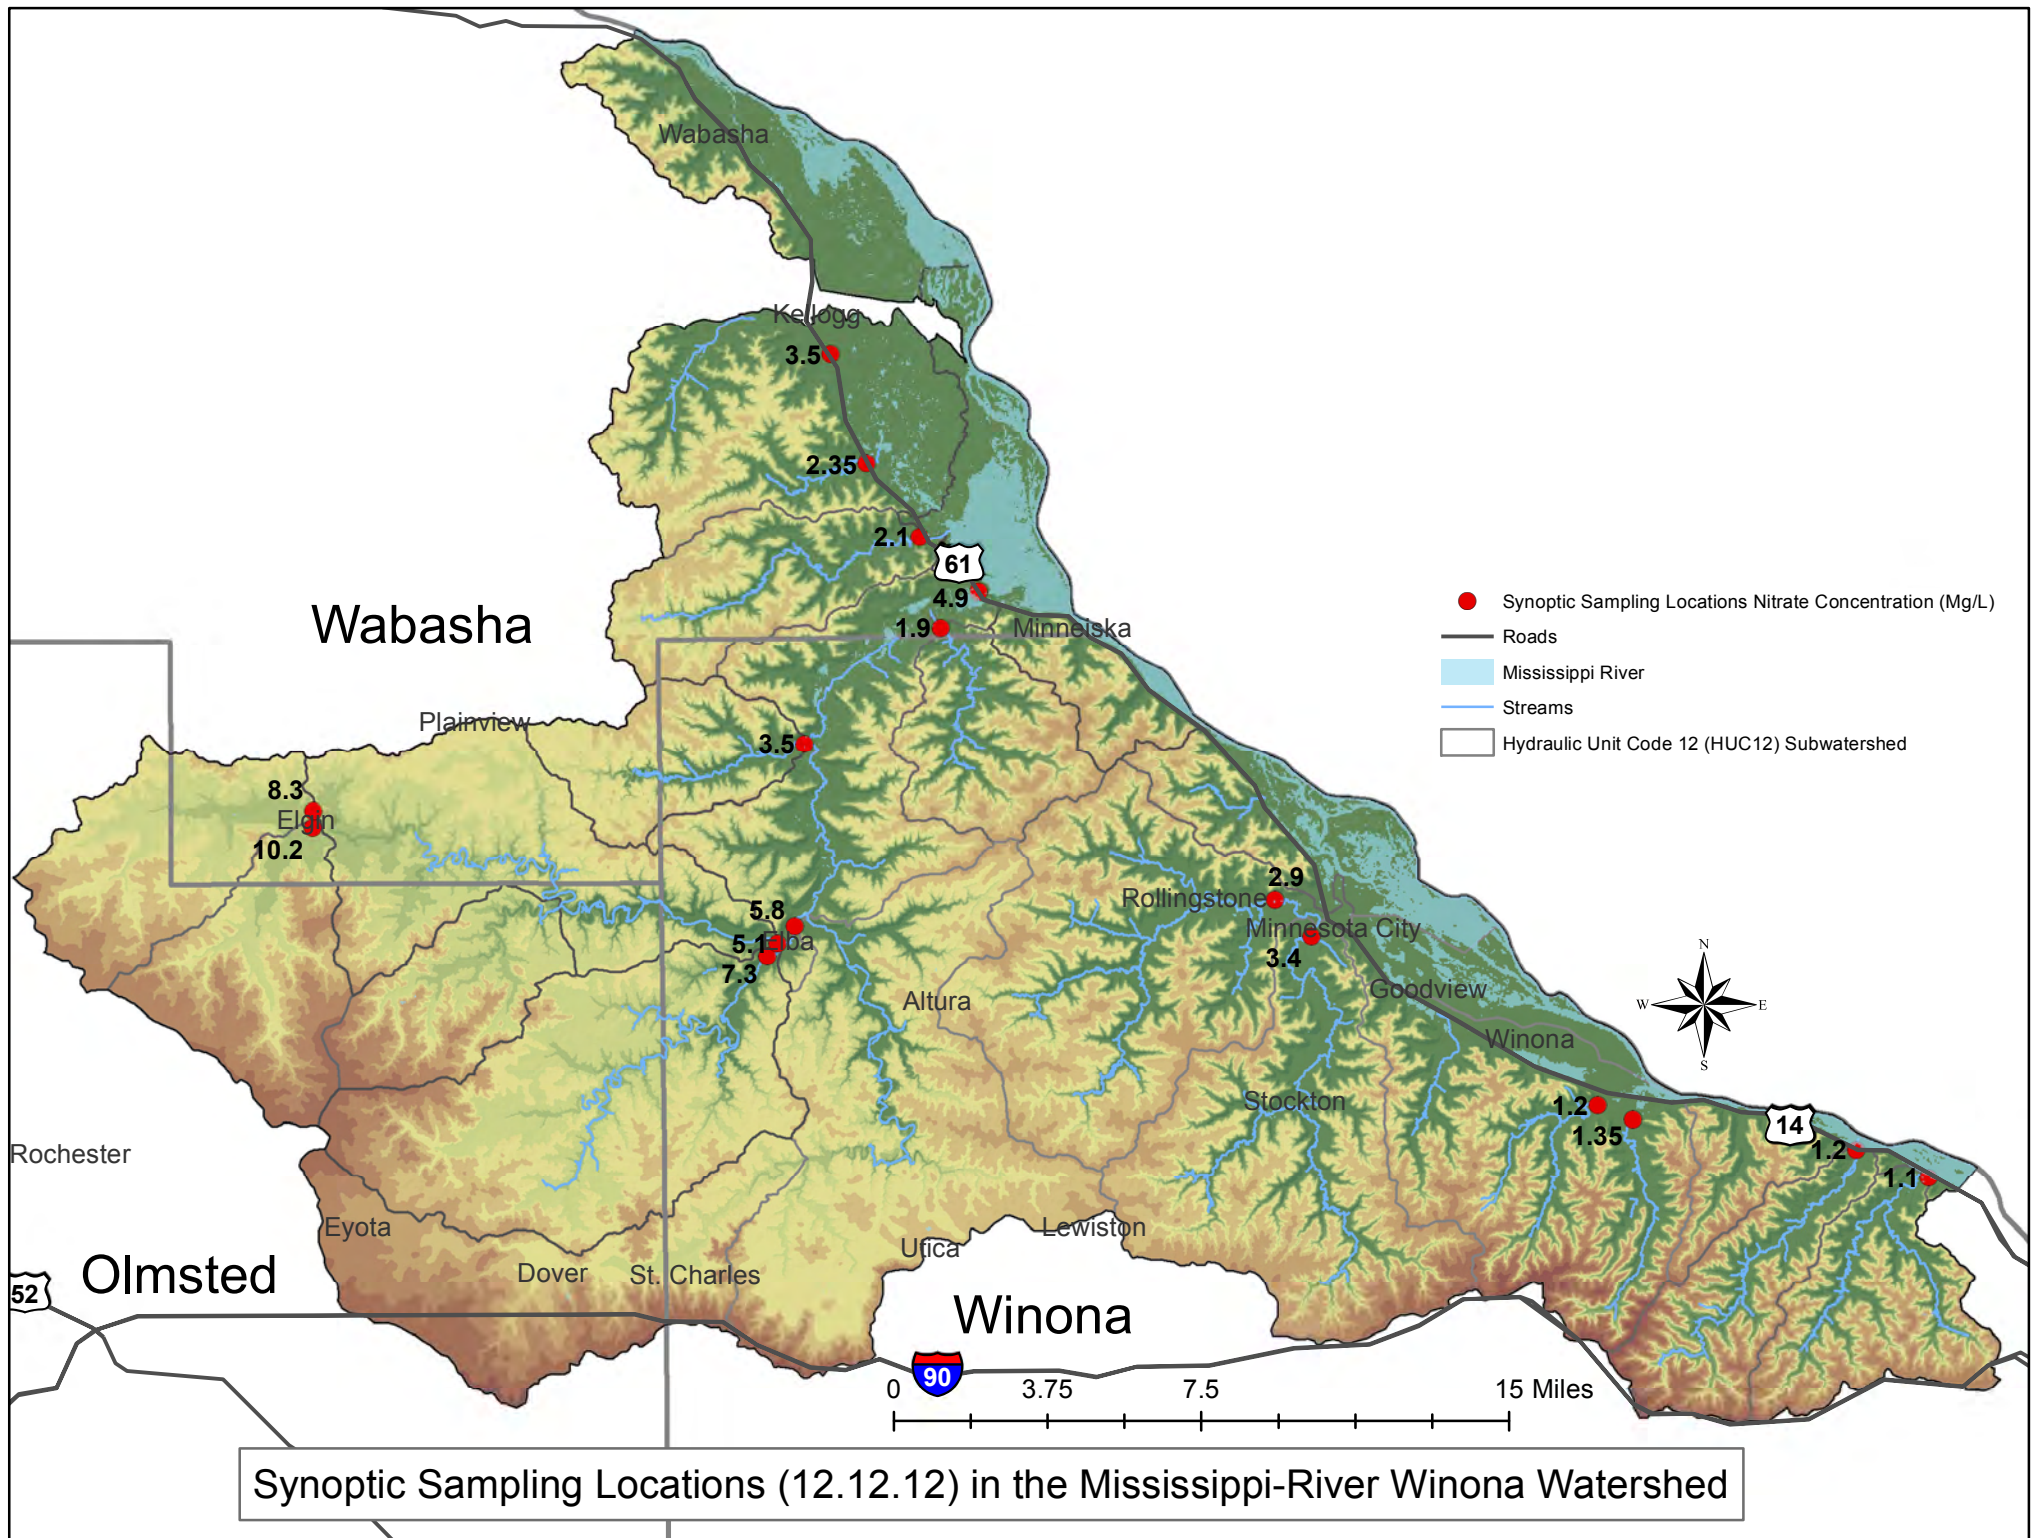 Wabasha
Kellogg
3.5
2.35
2.1
61
4.9
1.9
Minneiska
Wabasha
Synoptic Sampling Locations Nitrate Concentration (Mg/L)
Roads
Mississippi River
Streams
Hydraulic Unit Code 12 (HUC12) Subwatershed
Plainview
3.5
8.3
Elgin
10.2
2.9
Rollingstone
5.8
Minnesota City
5.1
Elba
3.4
7.3
N
W
E
S
Altura
Goodview
Winona
Stockton
1.2
1.35
14
1.2
1.1
Rochester
Eyota
Utica
Lewiston
Olmsted
Dover
St. Charles
52
Winona
90
0
3.75
7.5
15 Miles
Synoptic Sampling Locations (12.12.12) in the Mississippi-River Winona Watershed